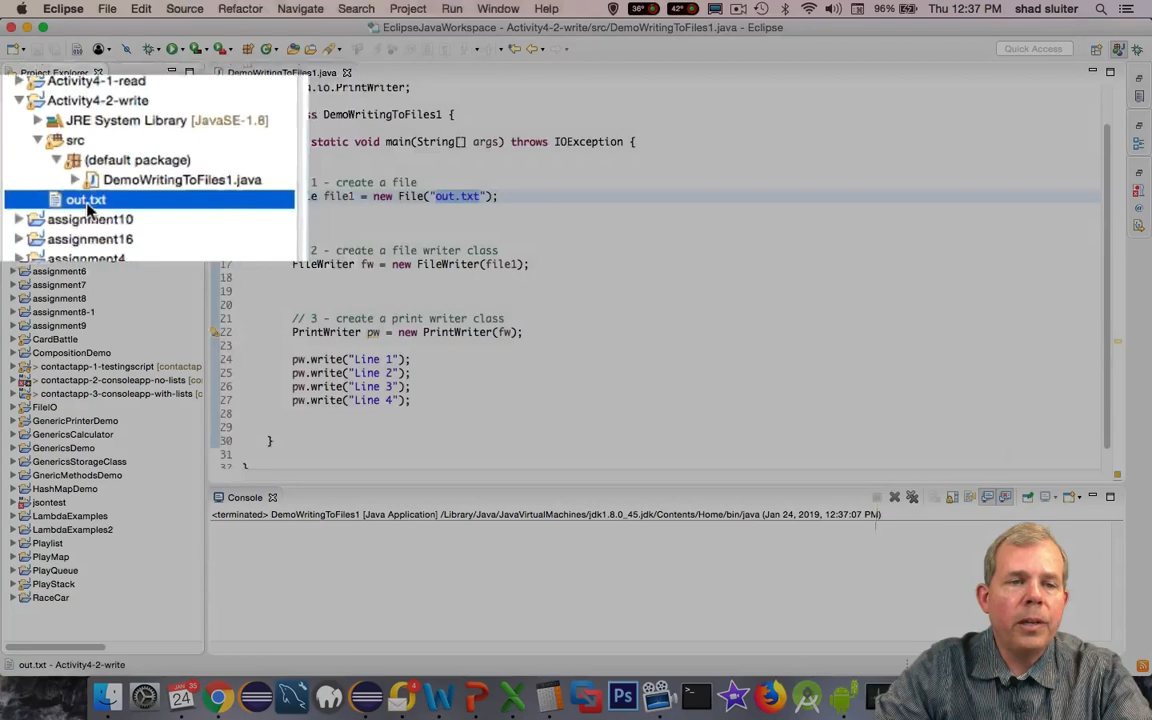 Eclipse File Edit Source Refactor Navigate Search Project Run Window Help 36° 42° 96% Thu 12:37 PM shad sluiter
EclipseJavaWorkspace - Activity4-2-write/src/DemoWritingToFiles1.java - Eclipse
Quick Access
Project Explorer
DemoWritingToFiles1.java
Activity4-1-read
Activity4-2-write
JRE System Library [JavaSE-1.8]
src
(default package)
DemoWritingToFiles1.java
out.txt
assignment10
assignment16
assignment4
assignment6
assignment7
assignment8
assignment8-1
assignment9
CardBattle
CompositionDemo
> contactapp-1-testingscript [contactap
> contactapp-2-consoleapp-no-lists [co
> contactapp-3-consoleapp-with-lists [c
FileIO
GenericPrinterDemo
GenericsCalculator
GenericsDemo
GenericsStorageClass
GnericMethodsDemo
HashMapDemo
jsontest
LambdaExamples
LambdaExamples2
Playlist
PlayMap
PlayQueue
PlayStack
RaceCar
.io.PrintWriter;
DemoWritingToFiles1 {
static void main(String[] args) throws IOException {
1 - create a file
file1 = new File("out.txt");
2 - create a file writer class
17 FileWriter fw = new FileWriter(file1);
18
19
20
21 // 3 - create a print writer class
22 PrintWriter pw = new PrintWriter(fw);
23
24 pw.write("Line 1");
25 pw.write("Line 2");
26 pw.write("Line 3");
27 pw.write("Line 4");
28
29
30 }
31
32 }
Console
<terminated> DemoWritingToFiles1 [Java Application] /Library/Java/JavaVirtualMachines/jdk1.8.0_45.jdk/Contents/Home/bin/java (Jan 24, 2019, 12:37:07 PM)
out.txt - Activity4-2-write